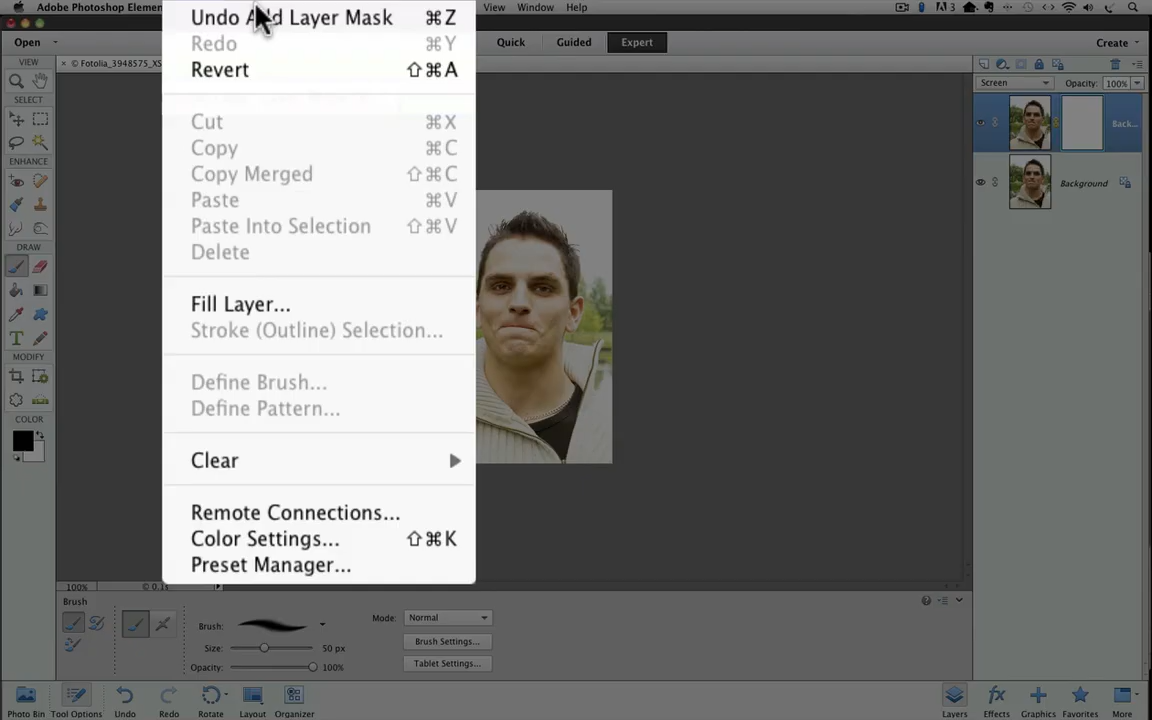 Adobe Photoshop Elemen
View Window Help
Undo Add Layer Mask ⌘Z
Redo ⌘Y
Revert ⇧⌘A
Cut ⌘X
Copy ⌘C
Copy Merged ⇧⌘C
Paste ⌘V
Paste Into Selection ⇧⌘V
Delete
Fill Layer...
Stroke (Outline) Selection...
Define Brush...
Define Pattern...
Clear
Remote Connections...
Color Settings... ⇧⌘K
Preset Manager...
Open
Quick Guided Expert
Create
× © Fotolia_3948575_XS
VIEW
SELECT
ENHANCE
DRAW
MODIFY
COLOR
Screen Opacity: 100%
Back...
Background
100%
Brush
Brush:
Size: 50 px
Opacity: 100%
Mode: Normal
Brush Settings...
Tablet Settings...
Photo Bin Tool Options Undo Redo Rotate Layout Organizer
Layers Effects Graphics Favorites More